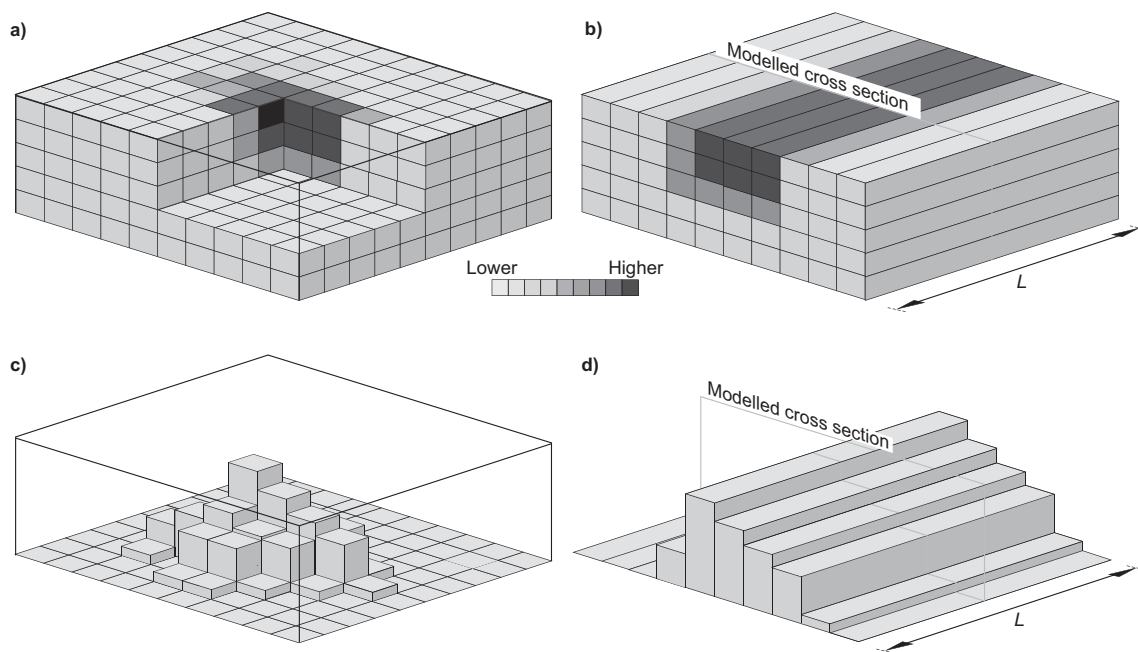 a)
b)
Modelled cross section
Lower
Higher
L
c)
d)
Modelled cross section
L